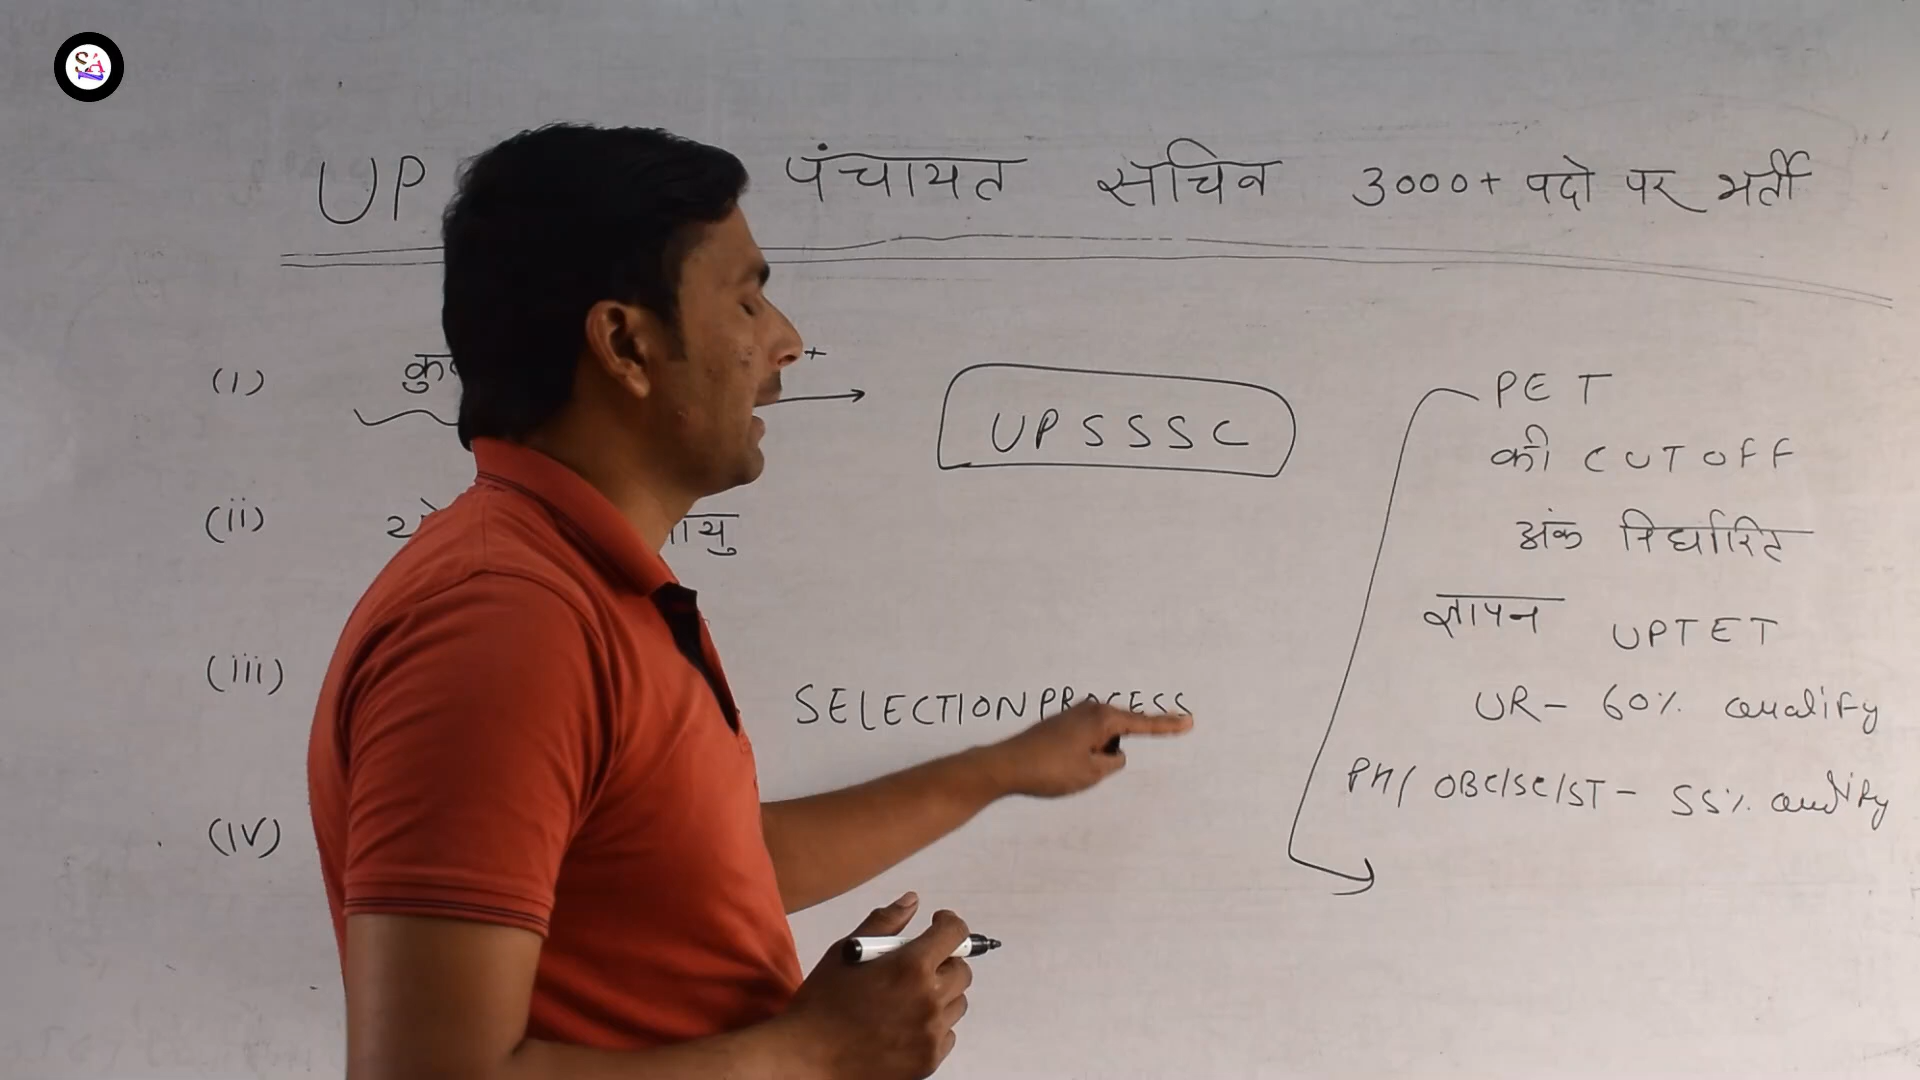 UP पंचायत सचिव 3000+ पदो पर भर्ती
(i) +
UPSSSC
(ii)
(iii) SELECTION PROCESS
(iv)
PET
की CUTOFF
अंक निर्धारित
ज्ञापन UPTET
UR- 60% qualify
PH/ OBC/SC/ST - 55% qualify
SA